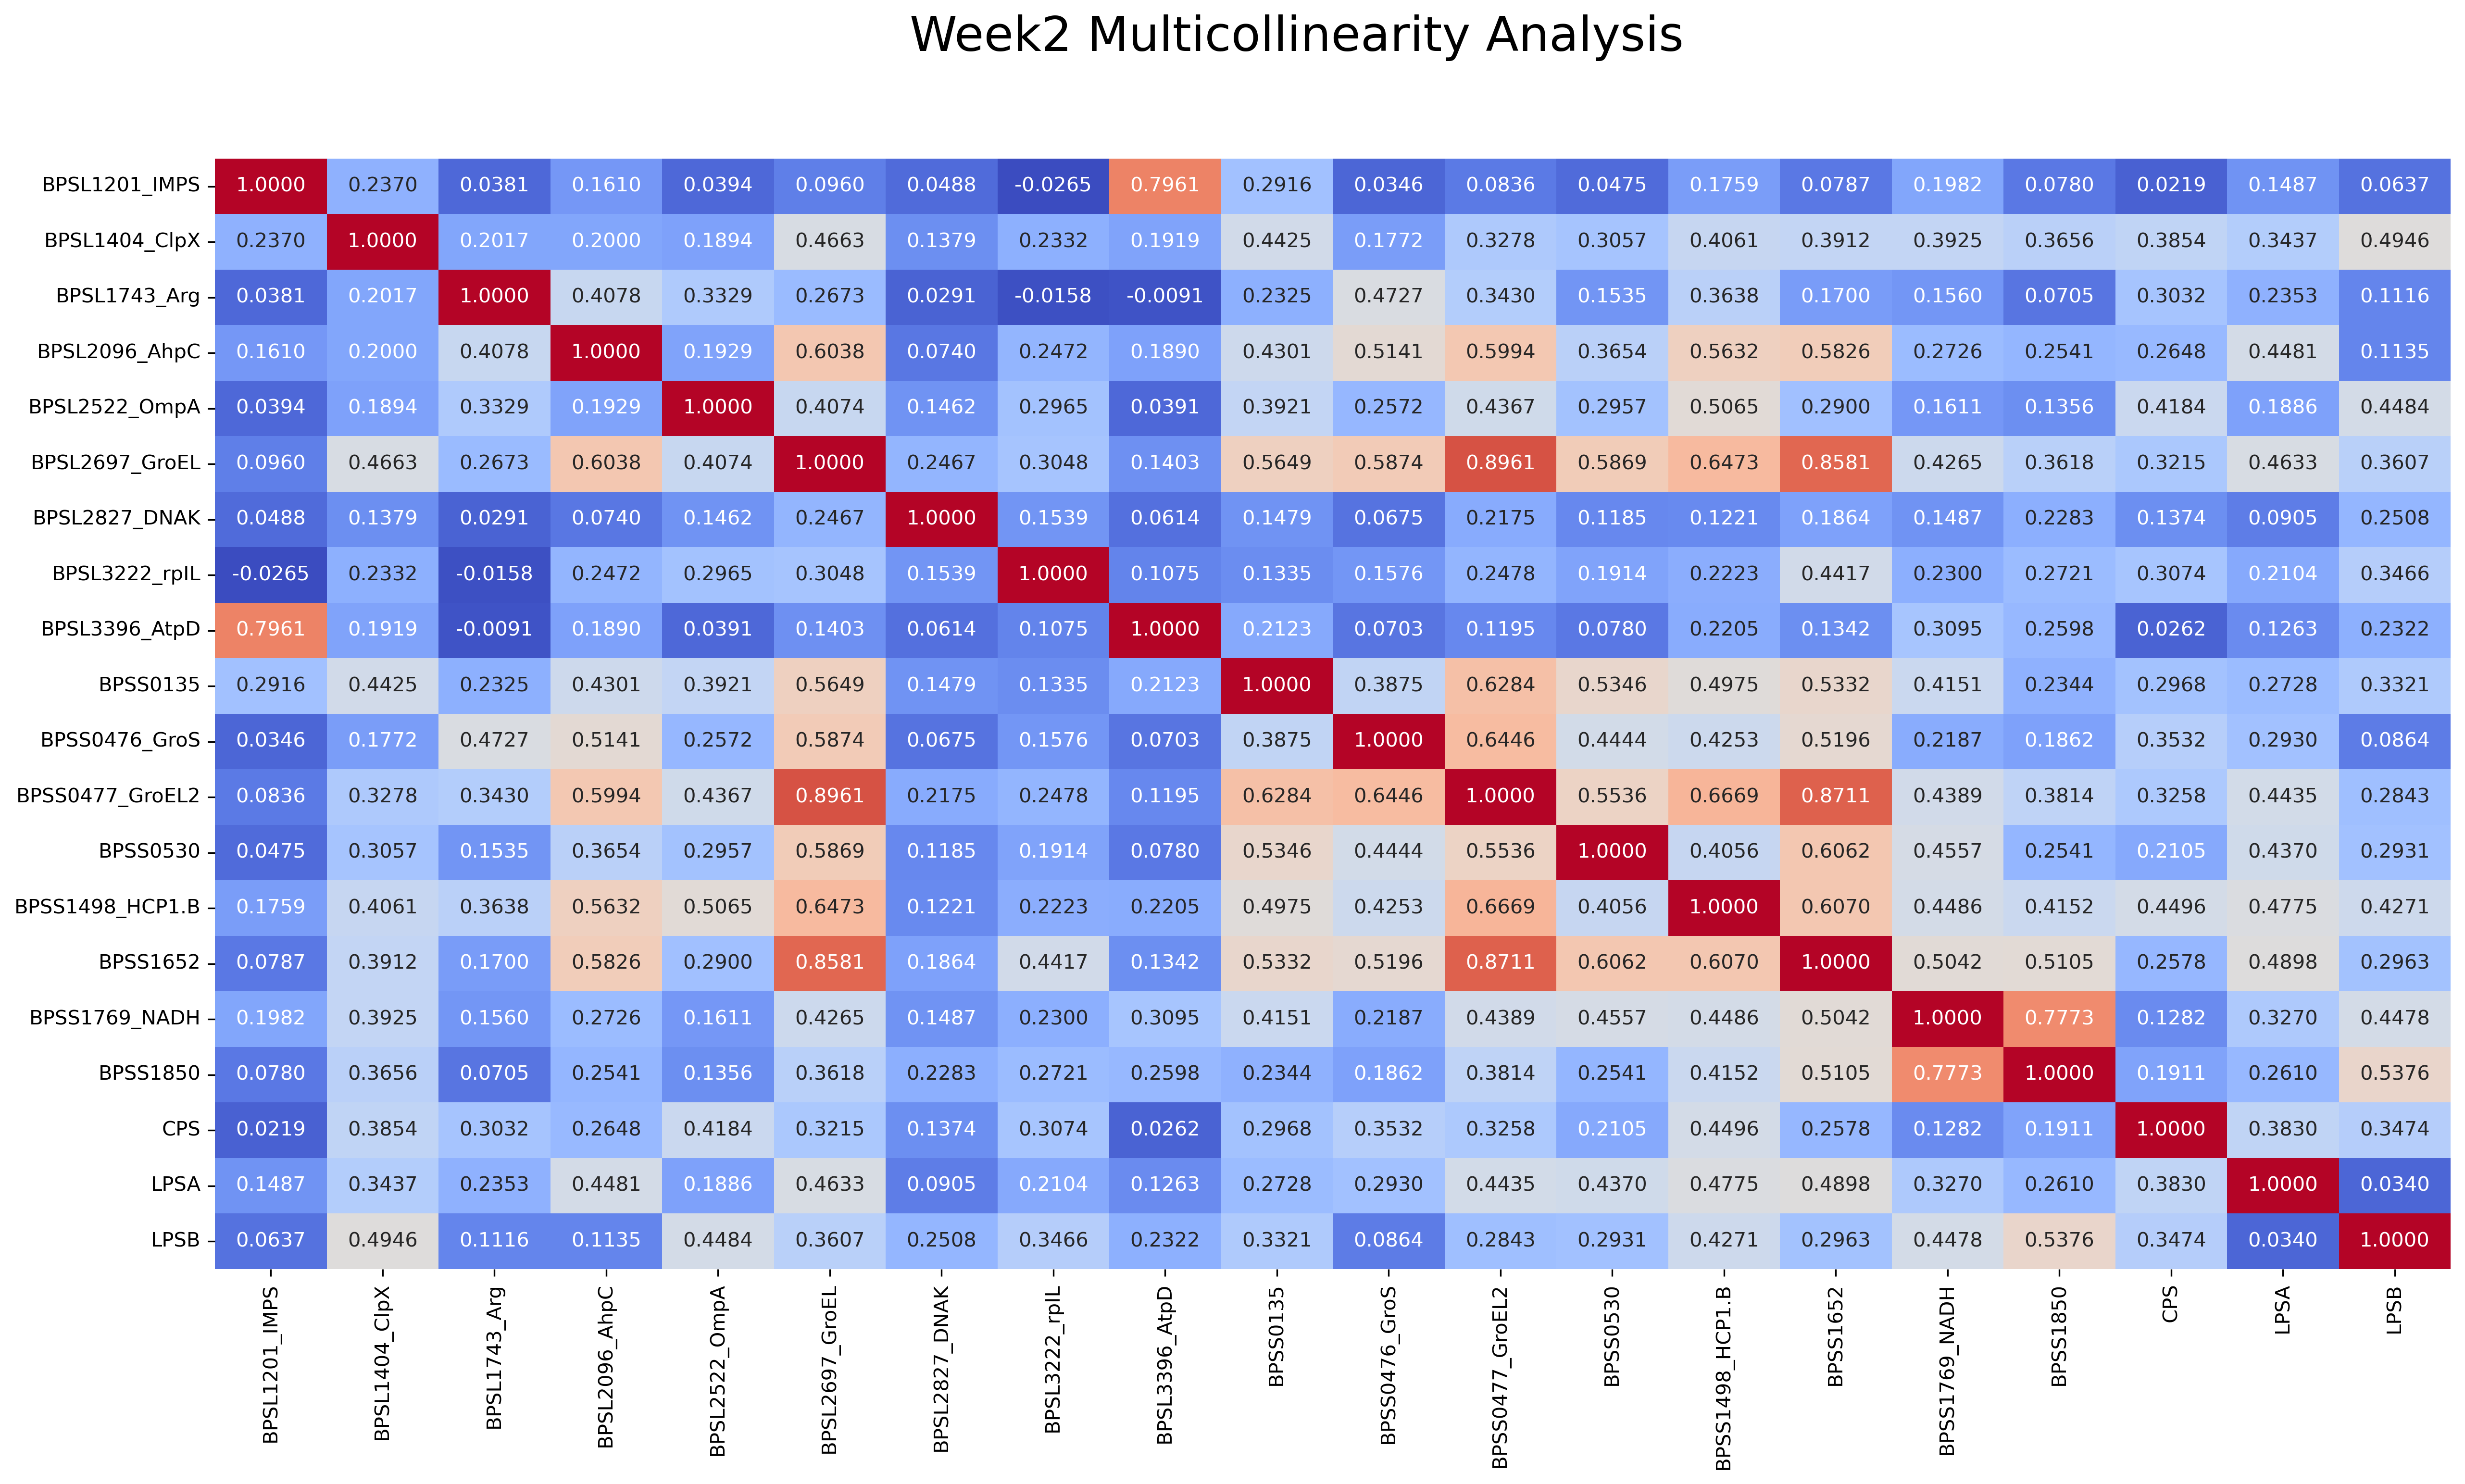 Week2 Multicollinearity Analysis
BPSL1201_IMPS 1.0000 0.2370 0.0381 0.1610 0.0394 0.0960 0.0488 -0.0265 0.7961 0.2916 0.0346 0.0836 0.0475 0.1759 0.0787 0.1982 0.0780 0.0219 0.1487 0.0637
BPSL1404_ClpX 0.2370 1.0000 0.2017 0.2000 0.1894 0.4663 0.1379 0.2332 0.1919 0.4425 0.1772 0.3278 0.3057 0.4061 0.3912 0.3925 0.3656 0.3854 0.3437 0.4946
BPSL1743_Arg 0.0381 0.2017 1.0000 0.4078 0.3329 0.2673 0.0291 -0.0158 -0.0091 0.2325 0.4727 0.3430 0.1535 0.3638 0.1700 0.1560 0.0705 0.3032 0.2353 0.1116
BPSL2096_AhpC 0.1610 0.2000 0.4078 1.0000 0.1929 0.6038 0.0740 0.2472 0.1890 0.4301 0.5141 0.5994 0.3654 0.5632 0.5826 0.2726 0.2541 0.2648 0.4481 0.1135
BPSL2522_OmpA 0.0394 0.1894 0.3329 0.1929 1.0000 0.4074 0.1462 0.2965 0.0391 0.3921 0.2572 0.4367 0.2957 0.5065 0.2900 0.1611 0.1356 0.4184 0.1886 0.4484
BPSL2697_GroEL 0.0960 0.4663 0.2673 0.6038 0.4074 1.0000 0.2467 0.3048 0.1403 0.5649 0.5874 0.8961 0.5869 0.6473 0.8581 0.4265 0.3618 0.3215 0.4633 0.3607
BPSL2827_DNAK 0.0488 0.1379 0.0291 0.0740 0.1462 0.2467 1.0000 0.1539 0.0614 0.1479 0.0675 0.2175 0.1185 0.1221 0.1864 0.1487 0.2283 0.1374 0.0905 0.2508
BPSL3222_rpIL -0.0265 0.2332 -0.0158 0.2472 0.2965 0.3048 0.1539 1.0000 0.1075 0.1335 0.1576 0.2478 0.1914 0.2223 0.4417 0.2300 0.2721 0.3074 0.2104 0.3466
BPSL3396_AtpD 0.7961 0.1919 -0.0091 0.1890 0.0391 0.1403 0.0614 0.1075 1.0000 0.2123 0.0703 0.1195 0.0780 0.2205 0.1342 0.3095 0.2598 0.0262 0.1263 0.2322
BPSS0135 0.2916 0.4425 0.2325 0.4301 0.3921 0.5649 0.1479 0.1335 0.2123 1.0000 0.3875 0.6284 0.5346 0.4975 0.5332 0.4151 0.2344 0.2968 0.2728 0.3321
BPSS0476_GroS 0.0346 0.1772 0.4727 0.5141 0.2572 0.5874 0.0675 0.1576 0.0703 0.3875 1.0000 0.6446 0.4444 0.4253 0.5196 0.2187 0.1862 0.3532 0.2930 0.0864
BPSS0477_GroEL2 0.0836 0.3278 0.3430 0.5994 0.4367 0.8961 0.2175 0.2478 0.1195 0.6284 0.6446 1.0000 0.5536 0.6669 0.8711 0.4389 0.3814 0.3258 0.4435 0.2843
BPSS0530 0.0475 0.3057 0.1535 0.3654 0.2957 0.5869 0.1185 0.1914 0.0780 0.5346 0.4444 0.5536 1.0000 0.4056 0.6062 0.4557 0.2541 0.2105 0.4370 0.2931
BPSS1498_HCP1.B 0.1759 0.4061 0.3638 0.5632 0.5065 0.6473 0.1221 0.2223 0.2205 0.4975 0.4253 0.6669 0.4056 1.0000 0.6070 0.4486 0.4152 0.4496 0.4775 0.4271
BPSS1652 0.0787 0.3912 0.1700 0.5826 0.2900 0.8581 0.1864 0.4417 0.1342 0.5332 0.5196 0.8711 0.6062 0.6070 1.0000 0.5042 0.5105 0.2578 0.4898 0.2963
BPSS1769_NADH 0.1982 0.3925 0.1560 0.2726 0.1611 0.4265 0.1487 0.2300 0.3095 0.4151 0.2187 0.4389 0.4557 0.4486 0.5042 1.0000 0.7773 0.1282 0.3270 0.4478
BPSS1850 0.0780 0.3656 0.0705 0.2541 0.1356 0.3618 0.2283 0.2721 0.2598 0.2344 0.1862 0.3814 0.2541 0.4152 0.5105 0.7773 1.0000 0.1911 0.2610 0.5376
CPS 0.0219 0.3854 0.3032 0.2648 0.4184 0.3215 0.1374 0.3074 0.0262 0.2968 0.3532 0.3258 0.2105 0.4496 0.2578 0.1282 0.1911 1.0000 0.3830 0.3474
LPSA 0.1487 0.3437 0.2353 0.4481 0.1886 0.4633 0.0905 0.2104 0.1263 0.2728 0.2930 0.4435 0.4370 0.4775 0.4898 0.3270 0.2610 0.3830 1.0000 0.0340
LPSB 0.0637 0.4946 0.1116 0.1135 0.4484 0.3607 0.2508 0.3466 0.2322 0.3321 0.0864 0.2843 0.2931 0.4271 0.2963 0.4478 0.5376 0.3474 0.0340 1.0000
BPSL1201_IMPS
BPSL1404_ClpX
BPSL1743_Arg
BPSL2096_AhpC
BPSL2522_OmpA
BPSL2697_GroEL
BPSL2827_DNAK
BPSL3222_rpIL
BPSL3396_AtpD
BPSS0135
BPSS0476_GroS
BPSS0477_GroEL2
BPSS0530
BPSS1498_HCP1.B
BPSS1652
BPSS1769_NADH
BPSS1850
CPS
LPSA
LPSB